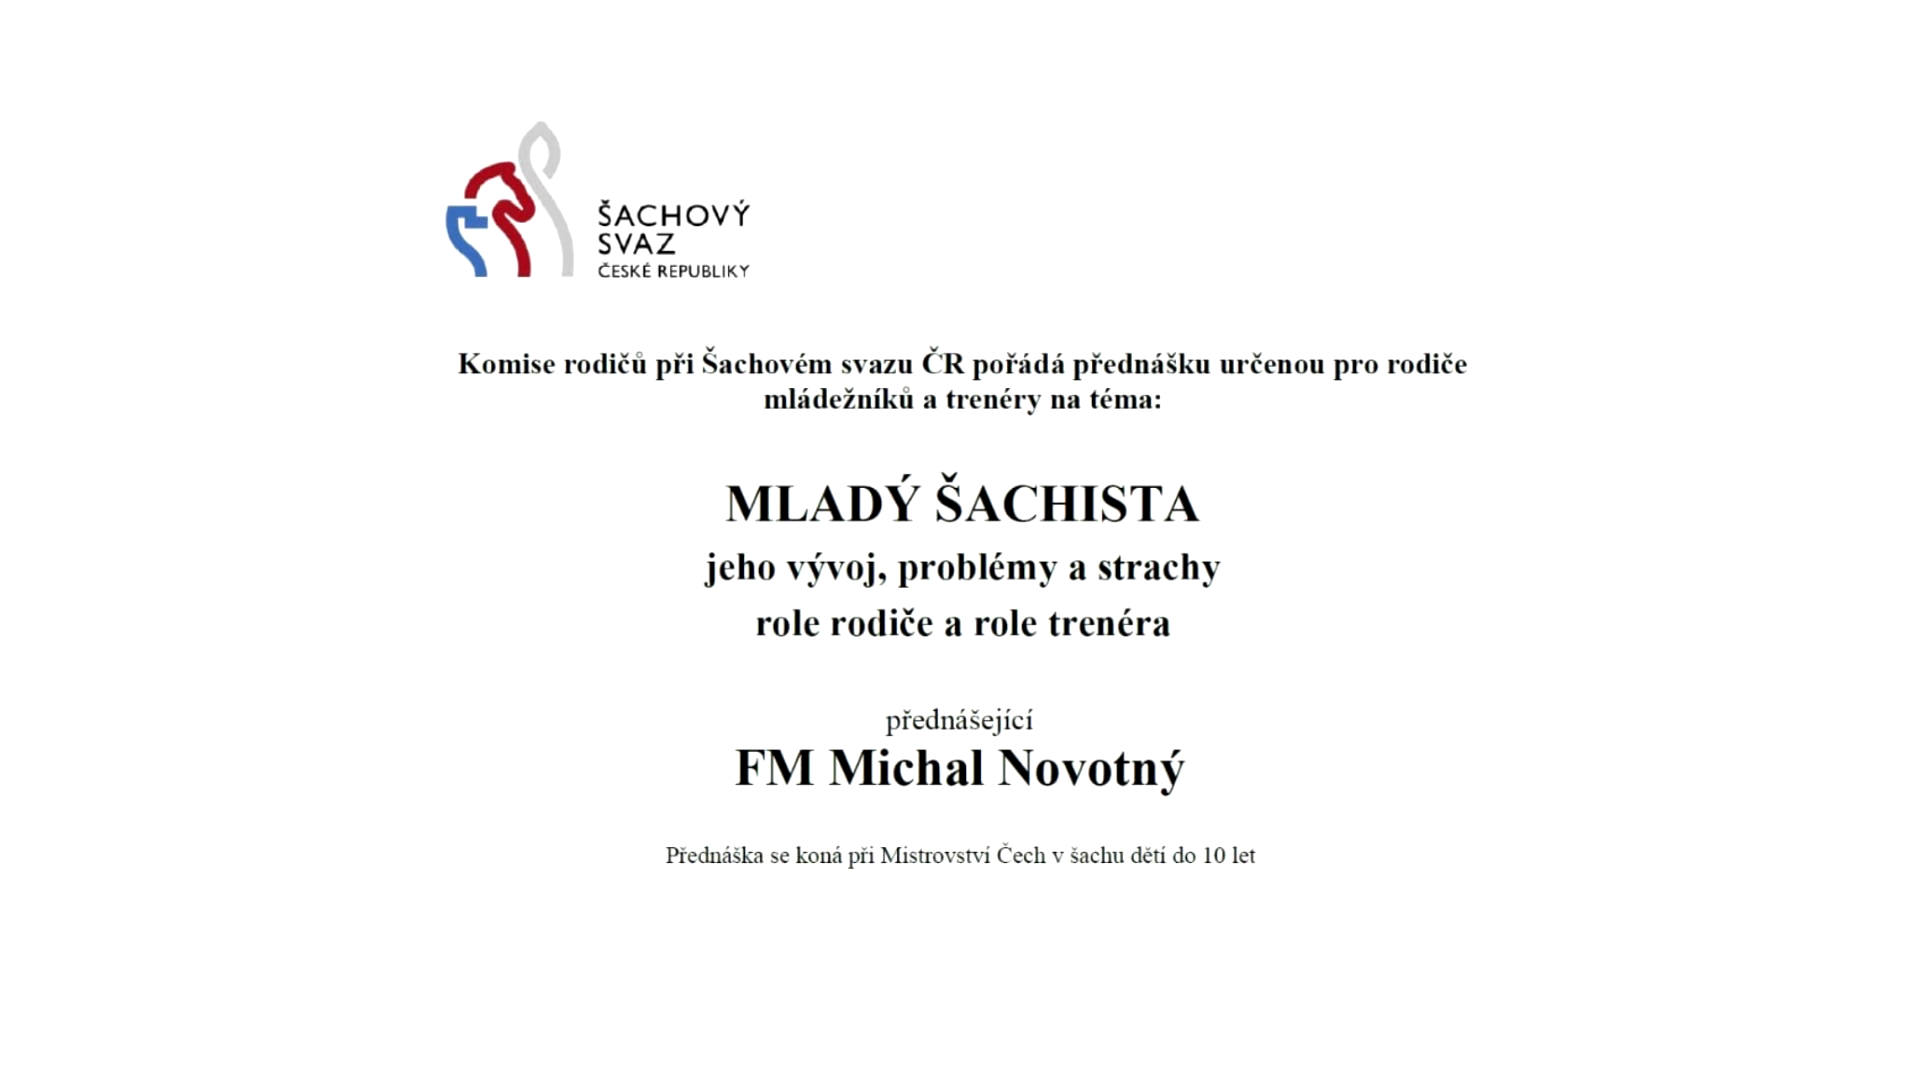 ŠACHOVÝ
SVAZ
ČESKÉ REPUBLIKY
Komise rodičů při Šachovém svazu ČR pořádá přednášku určenou pro rodiče
mládežníků a trenéry na téma:
MLADÝ ŠACHISTA
jeho vývoj, problémy a strachy
role rodiče a role trenéra
přednášející
FM Michal Novotný
Přednáška se koná při Mistrovství Čech v šachu dětí do 10 let